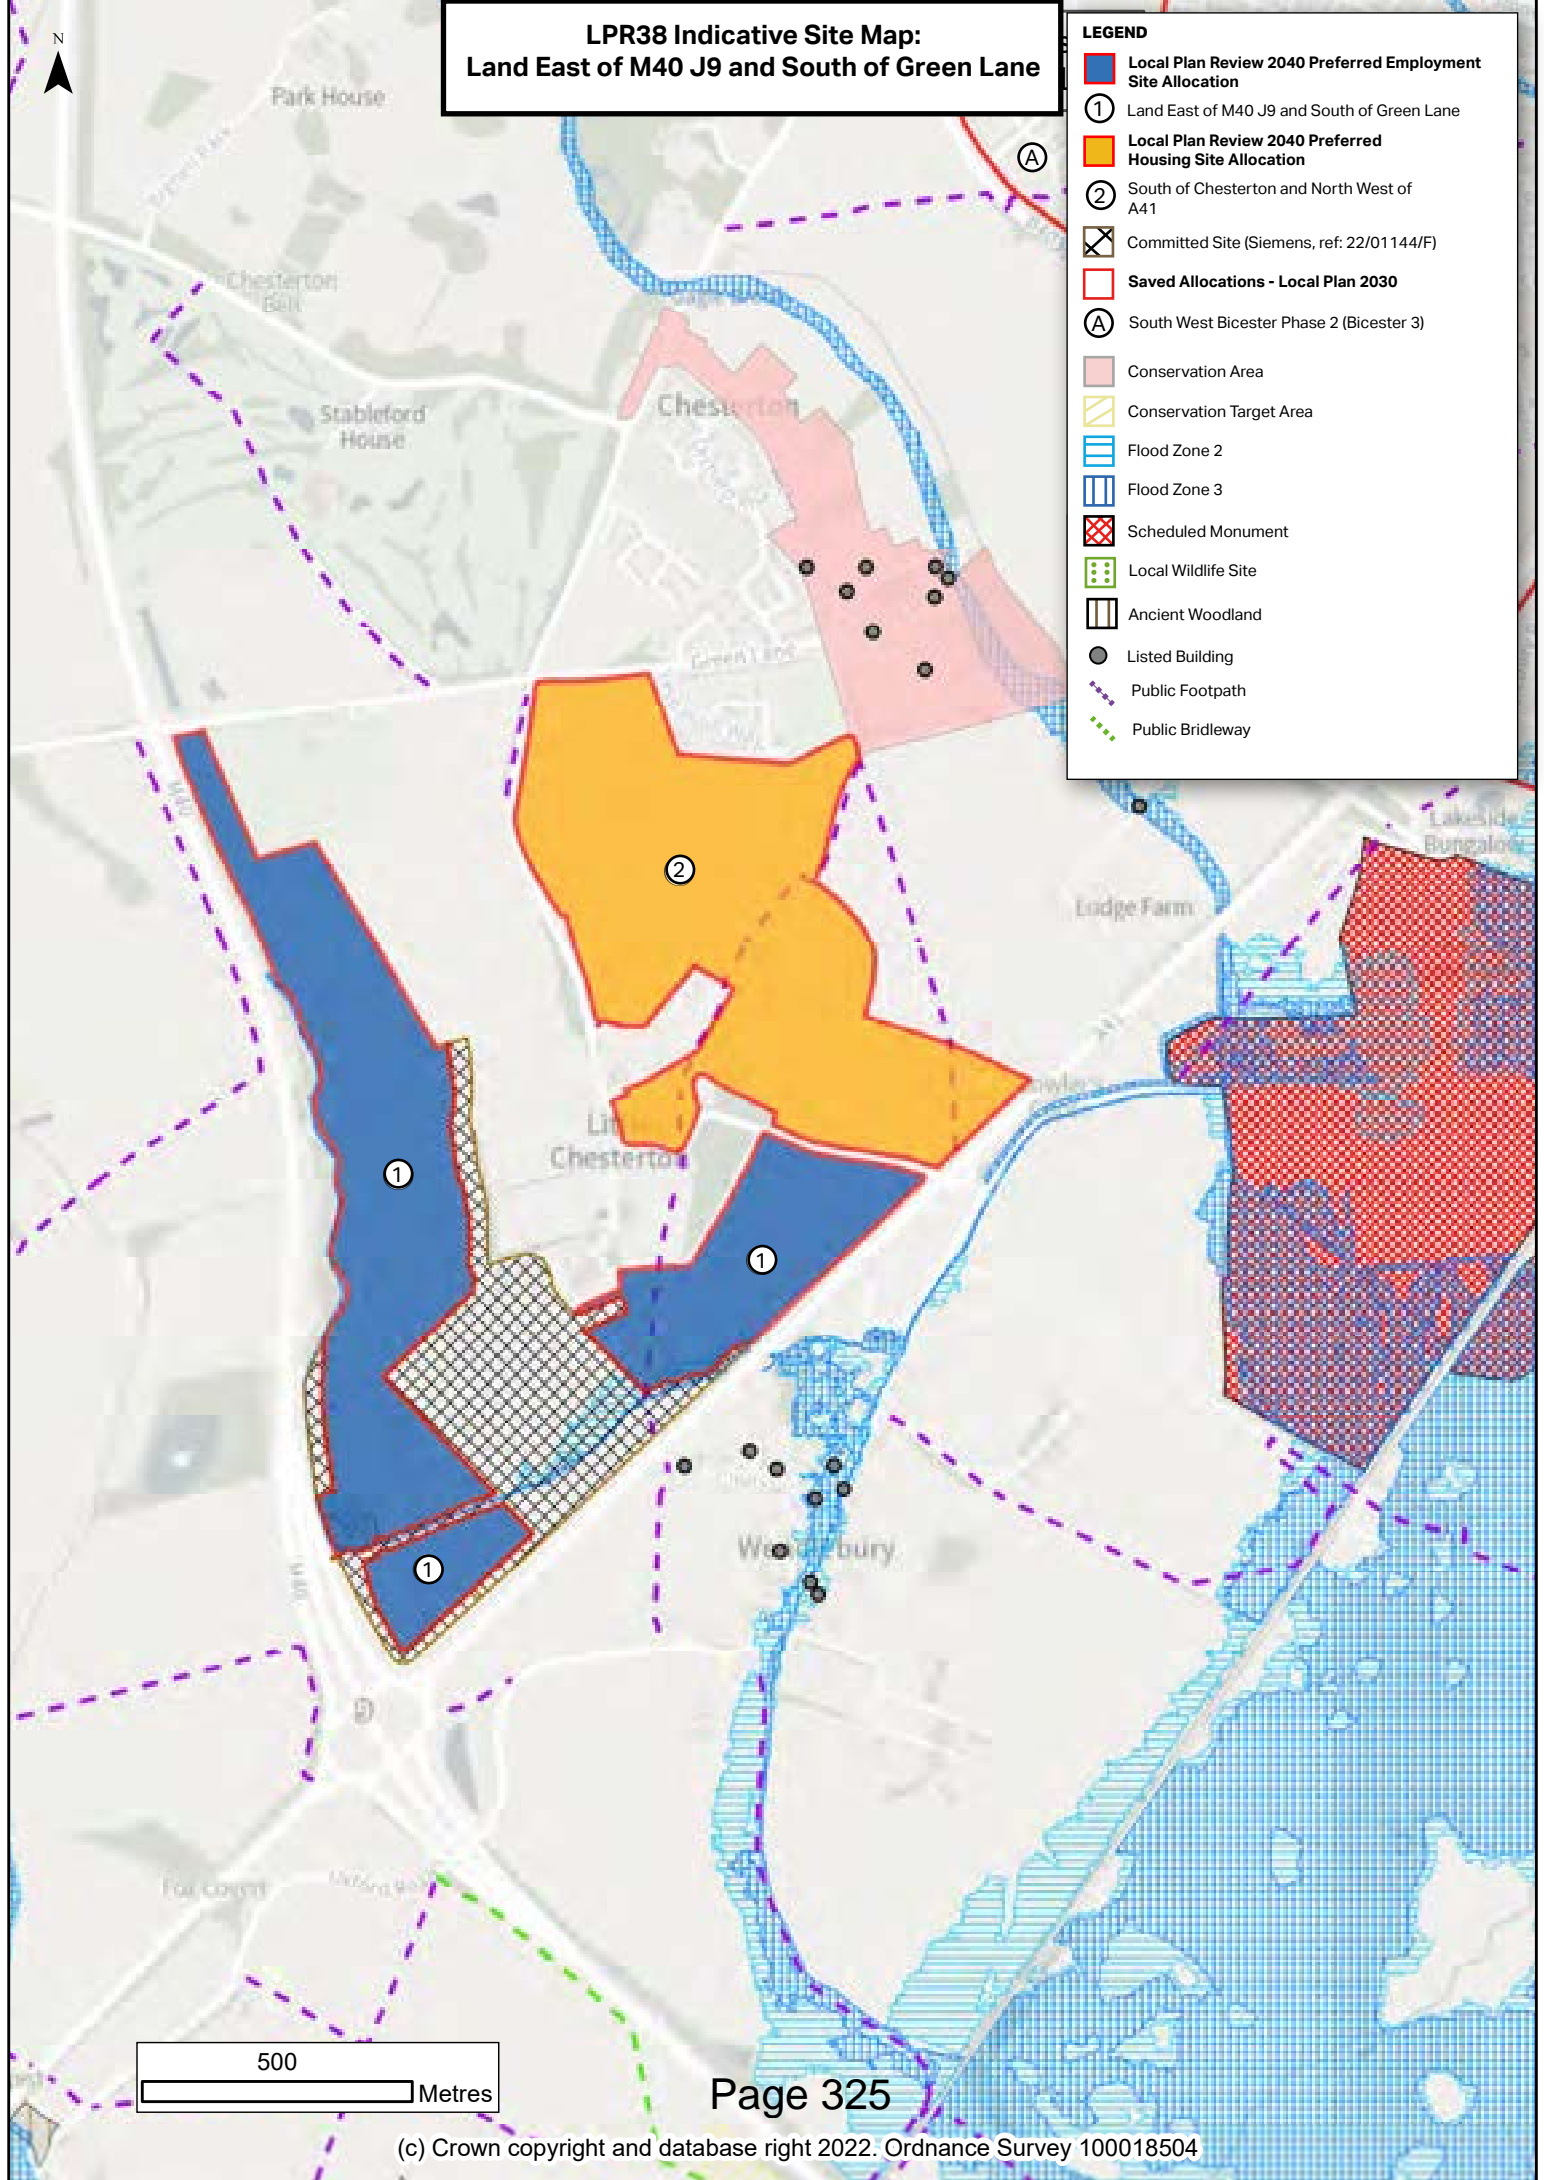 LPR38 Indicative Site Map:
Land East of M40 J9 and South of Green Lane
N
Park House
Chesterton
Stableford
House
Chesterton
Green Lane
M40
A
2
1
1
1
Lodge Farm
Lakeside
Chesterton
M40
LEGEND
Local Plan Review 2040 Preferred Employment
Site Allocation
1 Land East of M40 J9 and South of Green Lane
Local Plan Review 2040 Preferred
Housing Site Allocation
2 South of Chesterton and North West of
A41
Committed Site (Siemens, ref: 22/01144/F)
Saved Allocations - Local Plan 2030
A South West Bicester Phase 2 (Bicester 3)
Conservation Area
Conservation Target Area
Flood Zone 2
Flood Zone 3
Scheduled Monument
Local Wildlife Site
Ancient Woodland
Listed Building
Public Footpath
Public Bridleway
500
Metres
Page 325
(c) Crown copyright and database right 2022. Ordnance Survey 100018504